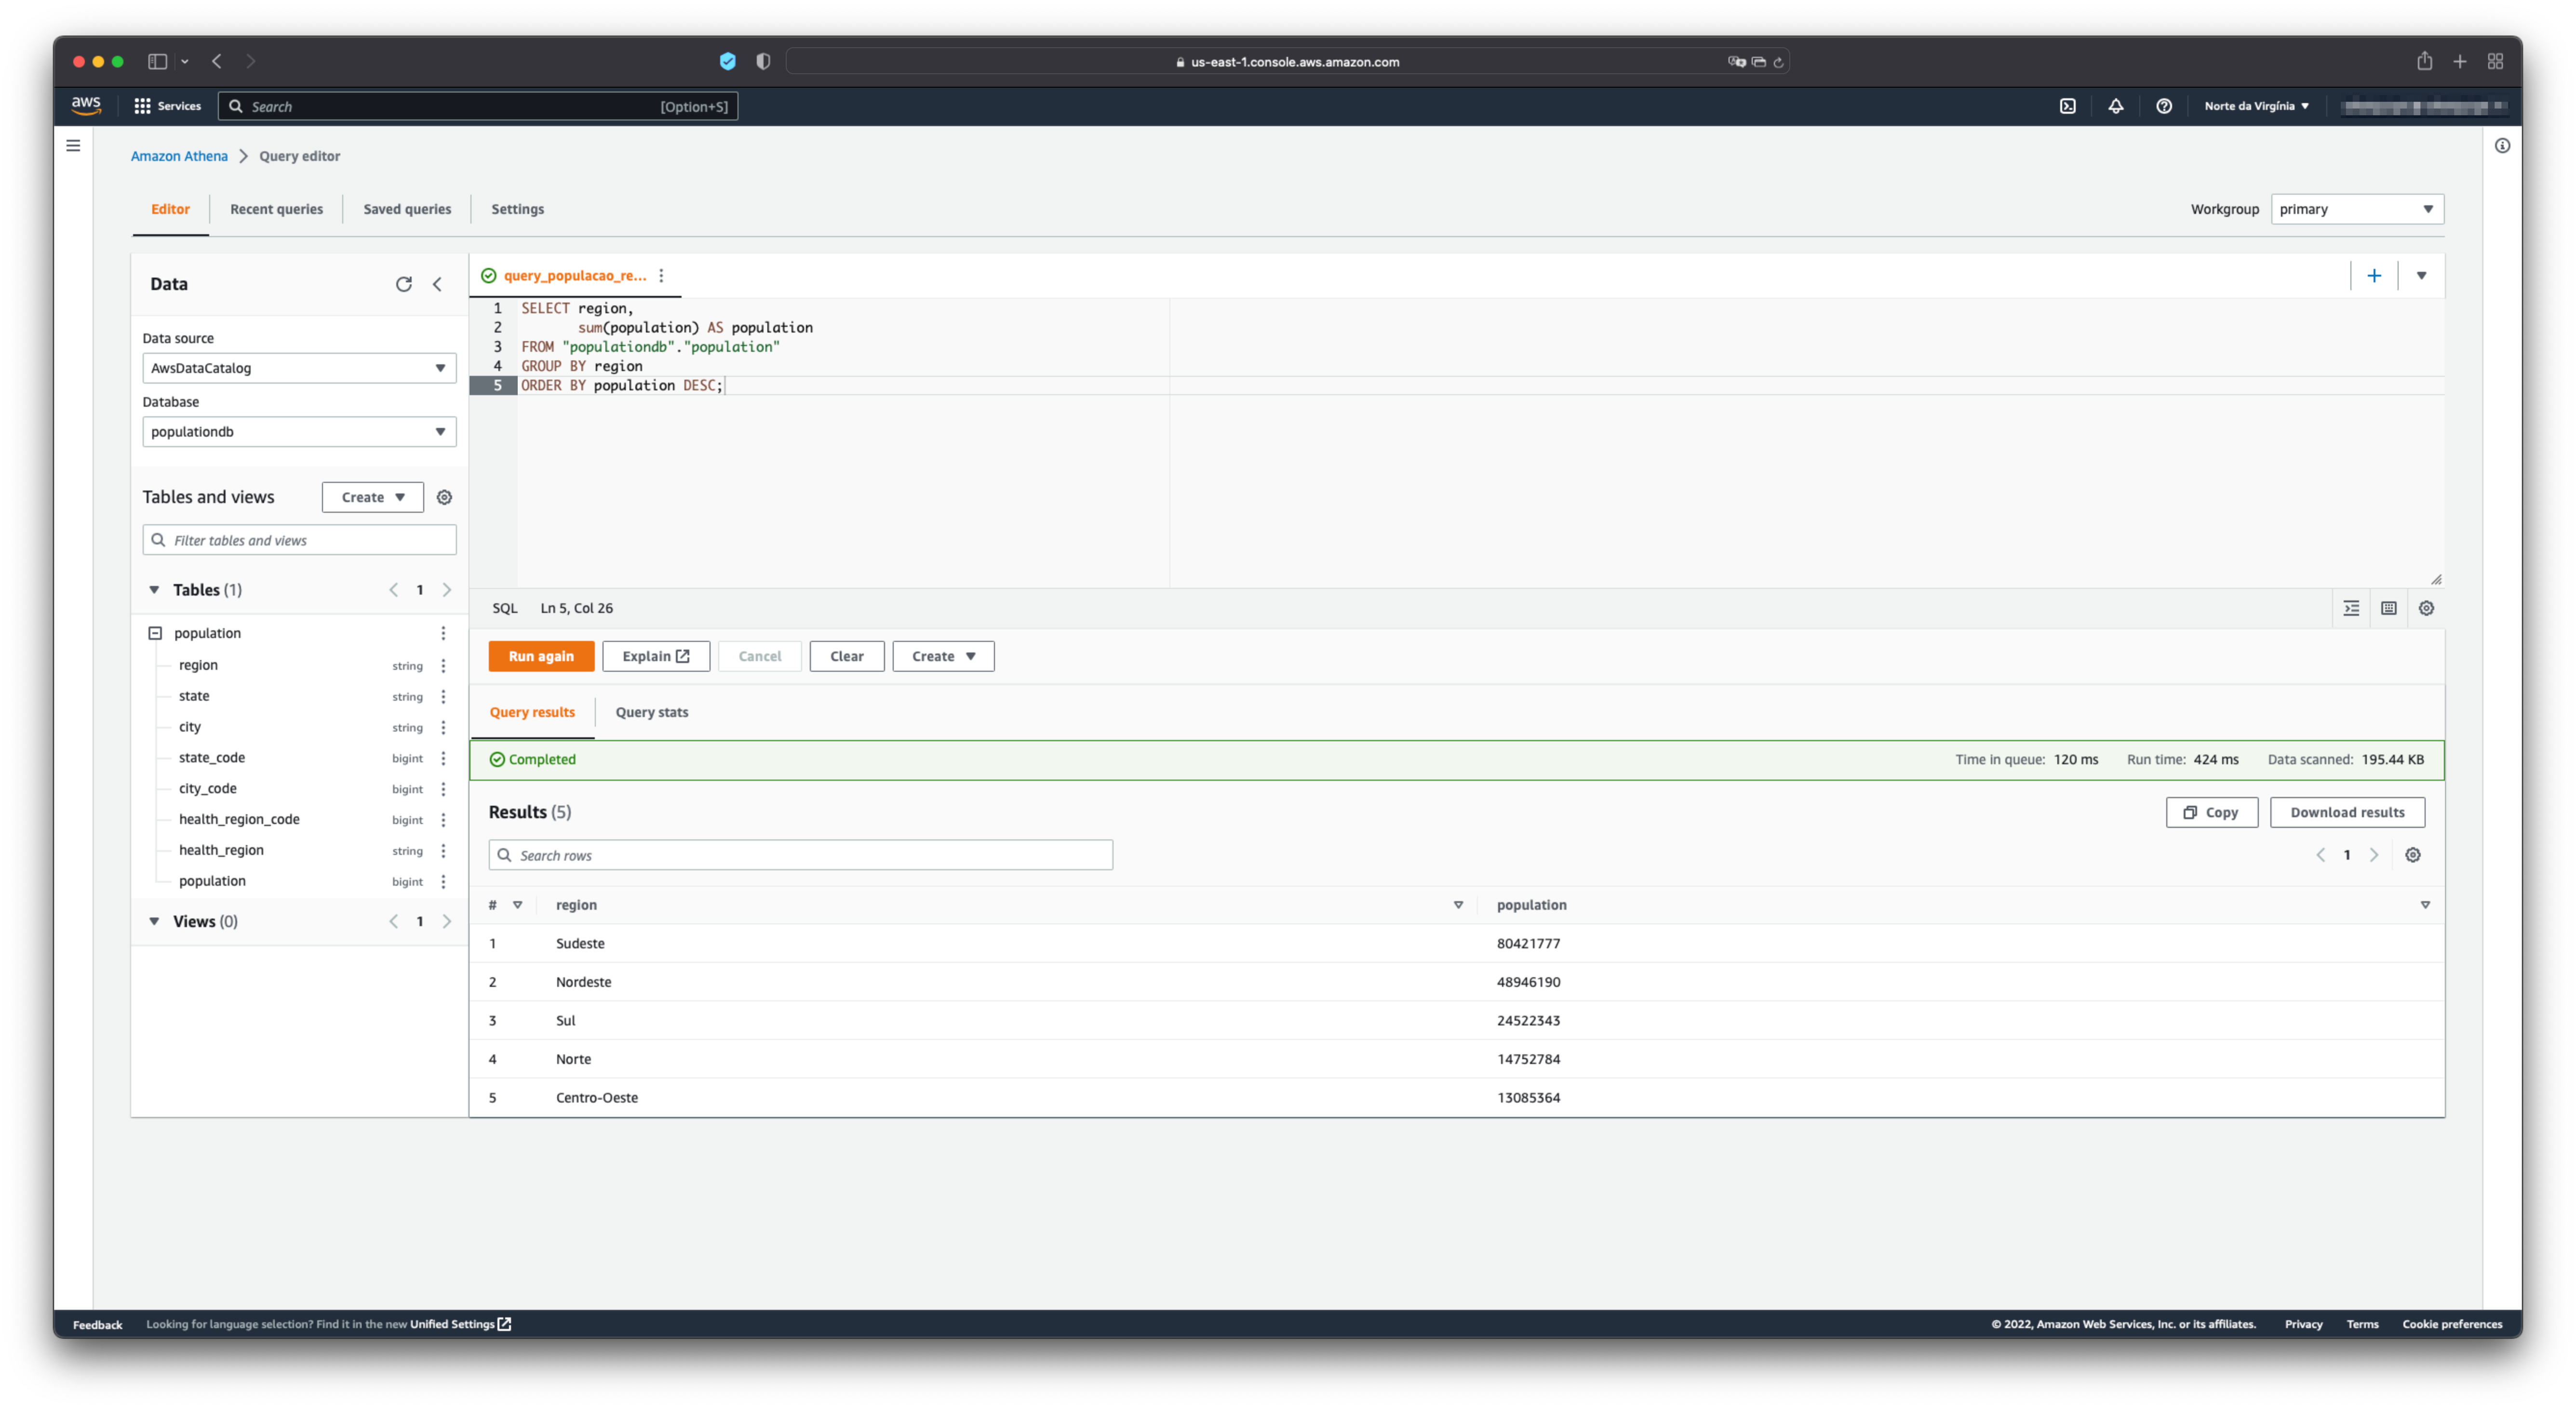 us-east-1.console.aws.amazon.com
aws Services Search [Option+S] Norte da Virgínia
Amazon Athena Query editor
Editor Recent queries Saved queries Settings Workgroup primary
Data
Data source
AwsDataCatalog
Database
populationdb
Tables and views Create
Filter tables and views
Tables (1) 1
population
region string
state string
city string
state_code bigint
city_code bigint
health_region_code bigint
health_region string
population bigint
Views (0) 1
query_populacao_re...
1 SELECT region,
2 sum(population) AS population
3 FROM "populationdb"."population"
4 GROUP BY region
5 ORDER BY population DESC;
SQL Ln 5, Col 26
Run again Explain Cancel Clear Create
Query results Query stats
Completed Time in queue: 120 ms Run time: 424 ms Data scanned: 195.44 KB
Results (5) Copy Download results
Search rows 1
# region population
1 Sudeste 80421777
2 Nordeste 48946190
3 Sul 24522343
4 Norte 14752784
5 Centro-Oeste 13085364
Feedback Looking for language selection? Find it in the new Unified Settings © 2022, Amazon Web Services, Inc. or its affiliates. Privacy Terms Cookie preferences